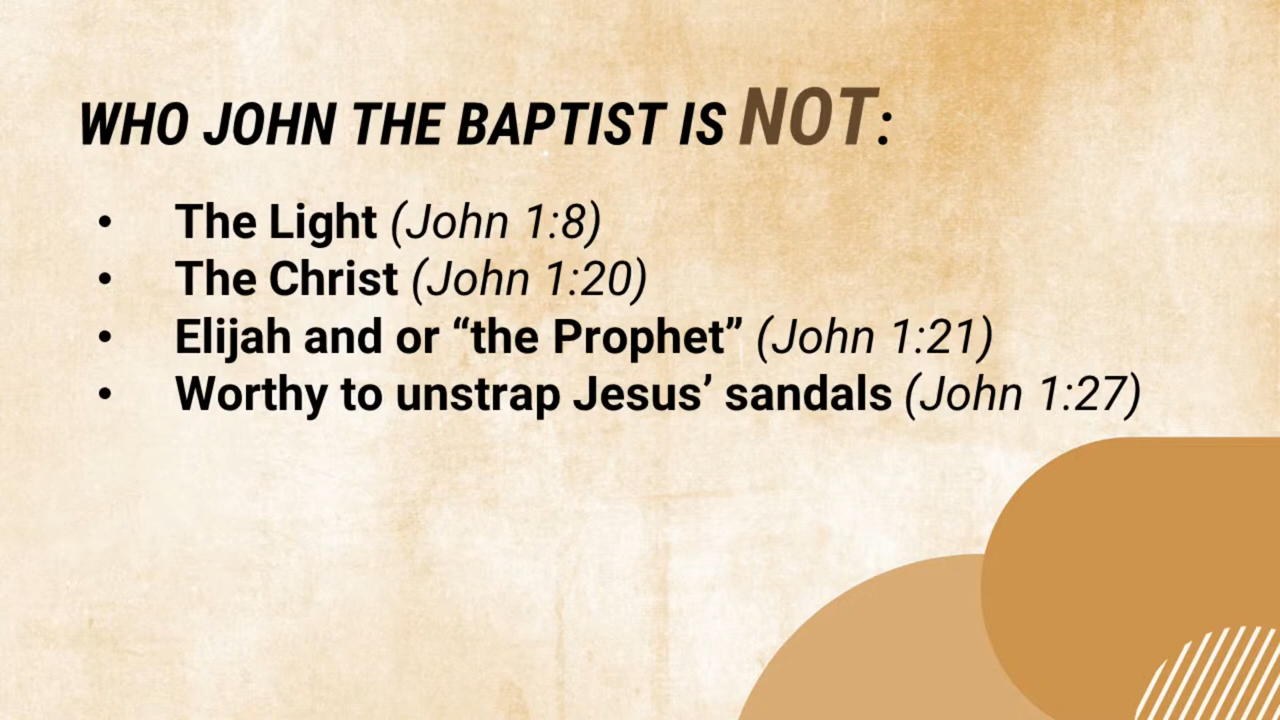 WHO JOHN THE BAPTIST IS NOT:
• The Light (John 1:8)
• The Christ (John 1:20)
• Elijah and or “the Prophet” (John 1:21)
• Worthy to unstrap Jesus’ sandals (John 1:27)